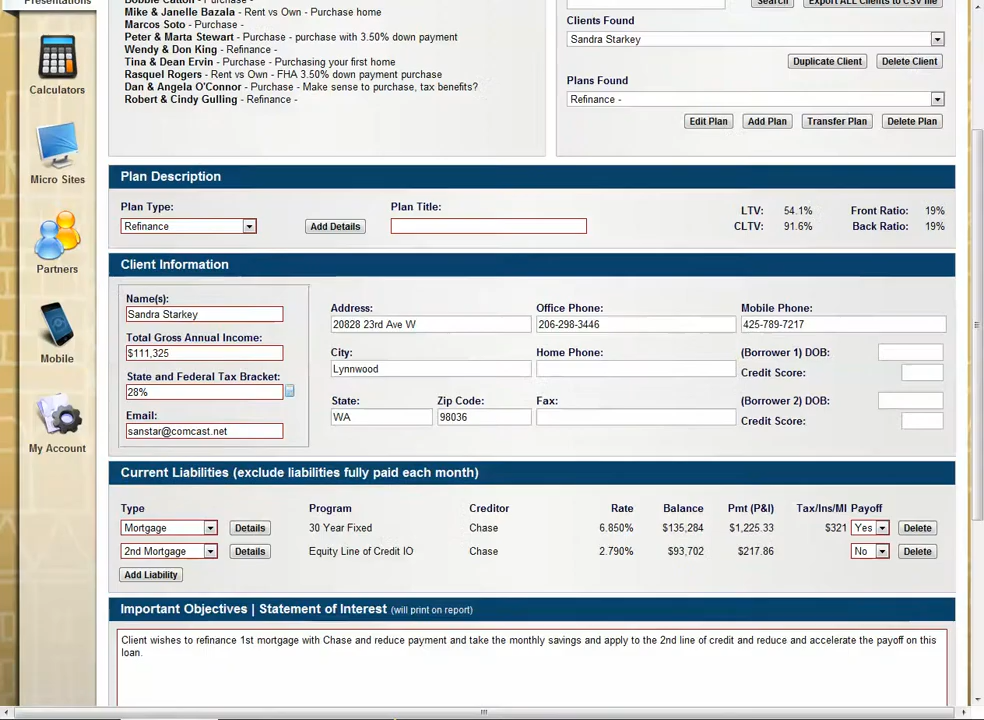 Presentations
Bobbie Catton - Purchase -
Mike & Janelle Bazala - Rent vs Own - Purchase home
Marcos Soto - Purchase -
Peter & Marta Stewart - Purchase - purchase with 3.50% down payment
Wendy & Don King - Refinance -
Tina & Dean Ervin - Purchase - Purchasing your first home
Rasquel Rogers - Rent vs Own - FHA 3.50% down payment purchase
Dan & Angela O'Connor - Purchase - Make sense to purchase, tax benefits?
Robert & Cindy Gulling - Refinance -
Search Export ALL Clients to CSV file
Clients Found
Sandra Starkey
Duplicate Client Delete Client
Plans Found
Refinance -
Edit Plan Add Plan Transfer Plan Delete Plan
Calculators
Micro Sites
Partners
Mobile
My Account
Plan Description
Plan Type: Plan Title:
Refinance Add Details
LTV: 54.1% Front Ratio: 19%
CLTV: 91.6% Back Ratio: 19%
Client Information
Name(s):
Sandra Starkey
Total Gross Annual Income:
$111,325
State and Federal Tax Bracket:
28%
Email:
sanstar@comcast.net
Address: Office Phone: Mobile Phone:
20828 23rd Ave W 206-298-3446 425-789-7217
City: Home Phone: (Borrower 1) DOB:
Lynnwood Credit Score:
State: Zip Code: Fax: (Borrower 2) DOB:
WA 98036 Credit Score:
Current Liabilities (exclude liabilities fully paid each month)
Type Program Creditor Rate Balance Pmt (P&I) Tax/Ins/MI Payoff
Mortgage Details 30 Year Fixed Chase 6.850% $135,284 $1,225.33 $321 Yes Delete
2nd Mortgage Details Equity Line of Credit IO Chase 2.790% $93,702 $217.86 No Delete
Add Liability
Important Objectives | Statement of Interest (will print on report)
Client wishes to refinance 1st mortgage with Chase and reduce payment and take the monthly savings and apply to the 2nd line of credit and reduce and accelerate the payoff on this
loan.